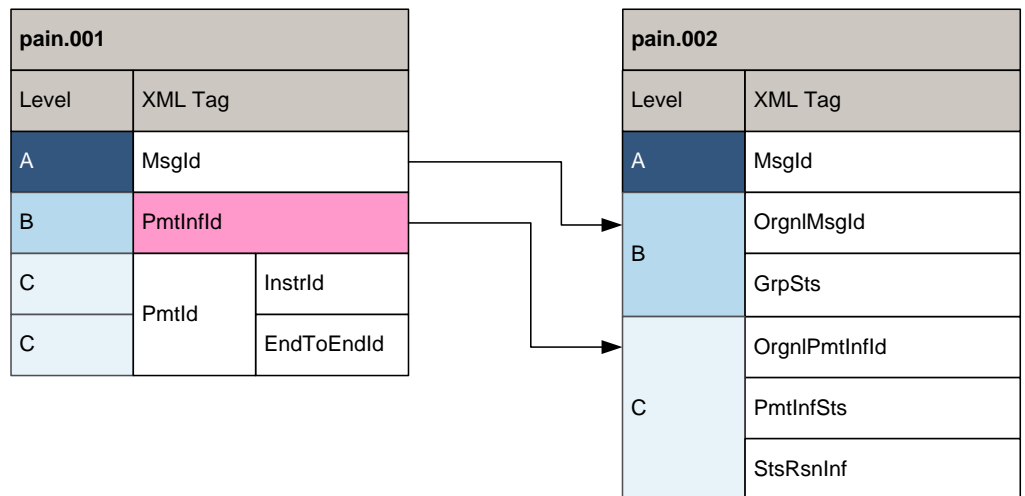 pain.001
Level XML Tag
A MsgId
B PmtInfId
C PmtId InstrId
C EndToEndId
pain.002
Level XML Tag
A MsgId
B OrgnlMsgId
GrpSts
C OrgnlPmtInfId
PmtInfSts
StsRsnInf